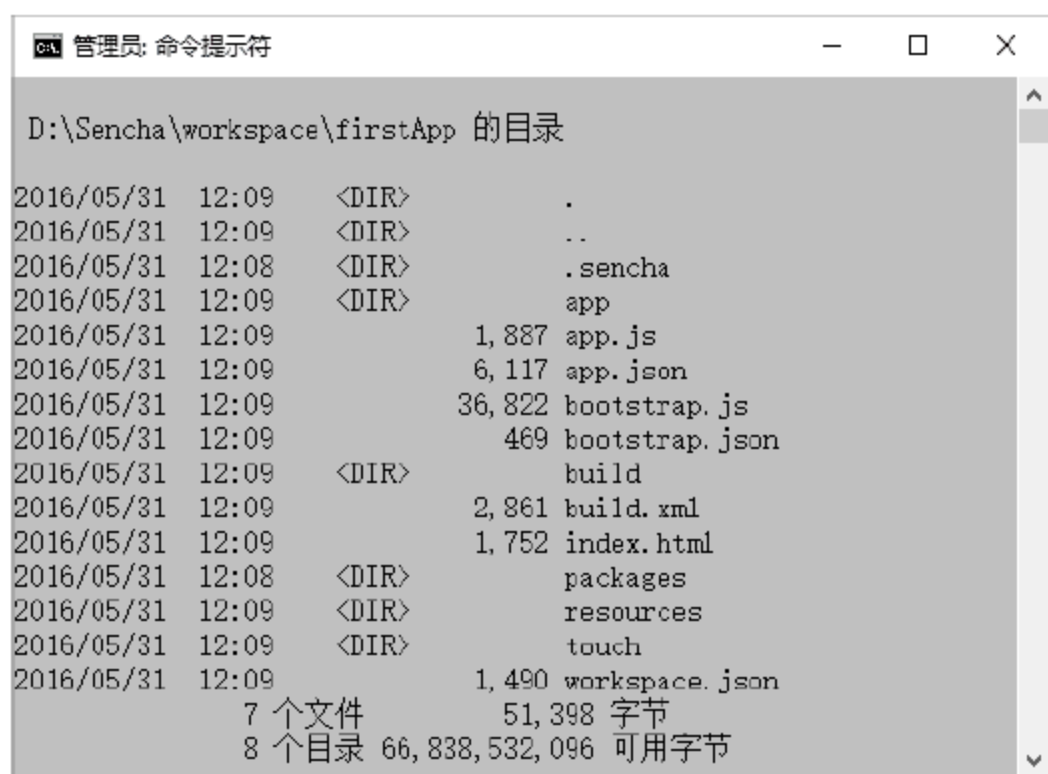 管理员: 命令提示符
D:\Sencha\workspace\firstApp 的目录
2016/05/31  12:09    <DIR>          .
2016/05/31  12:09    <DIR>          ..
2016/05/31  12:08    <DIR>          .sencha
2016/05/31  12:09    <DIR>          app
2016/05/31  12:09             1,887 app.js
2016/05/31  12:09             6,117 app.json
2016/05/31  12:09            36,822 bootstrap.js
2016/05/31  12:09               469 bootstrap.json
2016/05/31  12:09    <DIR>          build
2016/05/31  12:09             2,861 build.xml
2016/05/31  12:09             1,752 index.html
2016/05/31  12:08    <DIR>          packages
2016/05/31  12:09    <DIR>          resources
2016/05/31  12:09    <DIR>          touch
2016/05/31  12:09             1,490 workspace.json
7 个文件         51,398 字节
8 个目录 66,838,532,096 可用字节